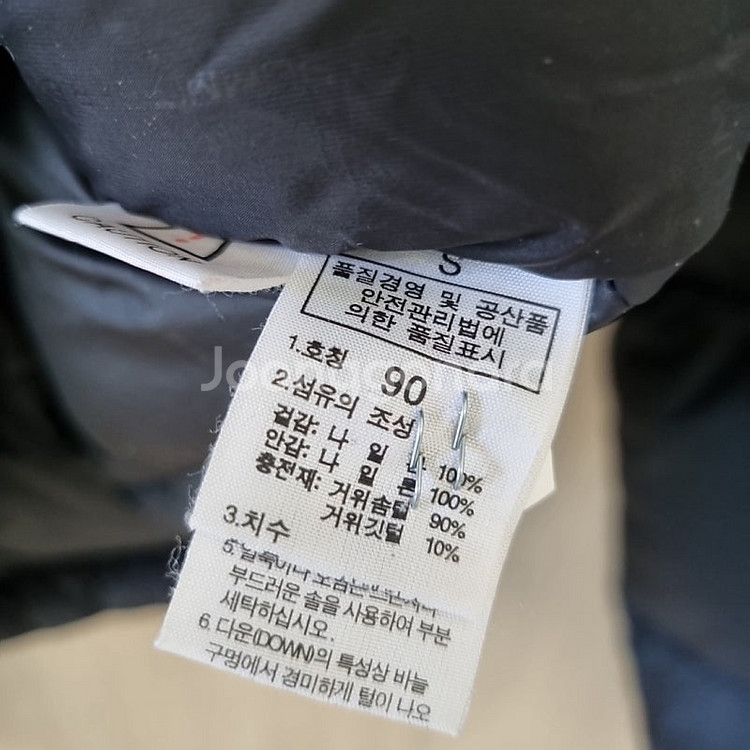 CAUTION
S
품질경영 및 공산품
안전관리법에
의한 품질표시
1.호칭 90
2.섬유의 조성
겉감: 나 일 론 100%
안감: 나 일 론 100%
충전재: 거위솜털 90%
거위깃털 10%
3.치수
부드러운 솔을 사용하여 부분
세탁하십시오.
6. 다운(DOWN)의 특성상 바늘
구멍에서 경미하게 털이 나오